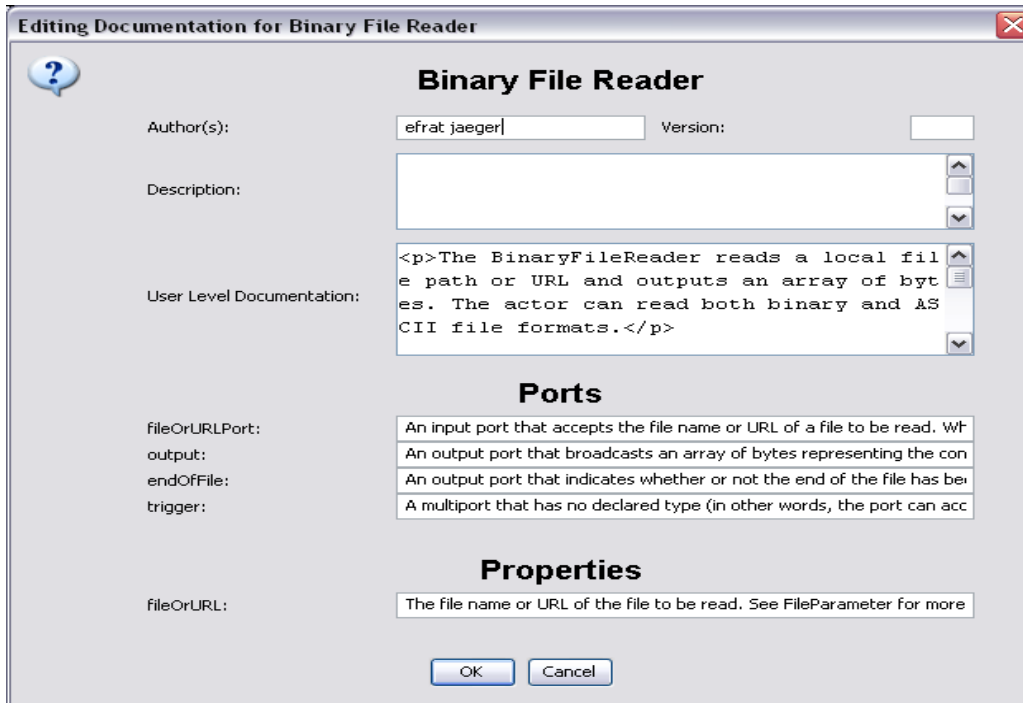 Editing Documentation for Binary File Reader
Binary File Reader
Author(s): efrat jaeger Version:
Description:
User Level Documentation:
<p>The BinaryFileReader reads a local fil
e path or URL and outputs an array of byt
es. The actor can read both binary and AS
CII file formats.</p>
Ports
fileOrURLPort: An input port that accepts the file name or URL of a file to be read. Wh
output: An output port that broadcasts an array of bytes representing the con
endOfFile: An output port that indicates whether or not the end of the file has be
trigger: A multiport that has no declared type (in other words, the port can acc
Properties
fileOrURL: The file name or URL of the file to be read. See FileParameter for more
OK Cancel